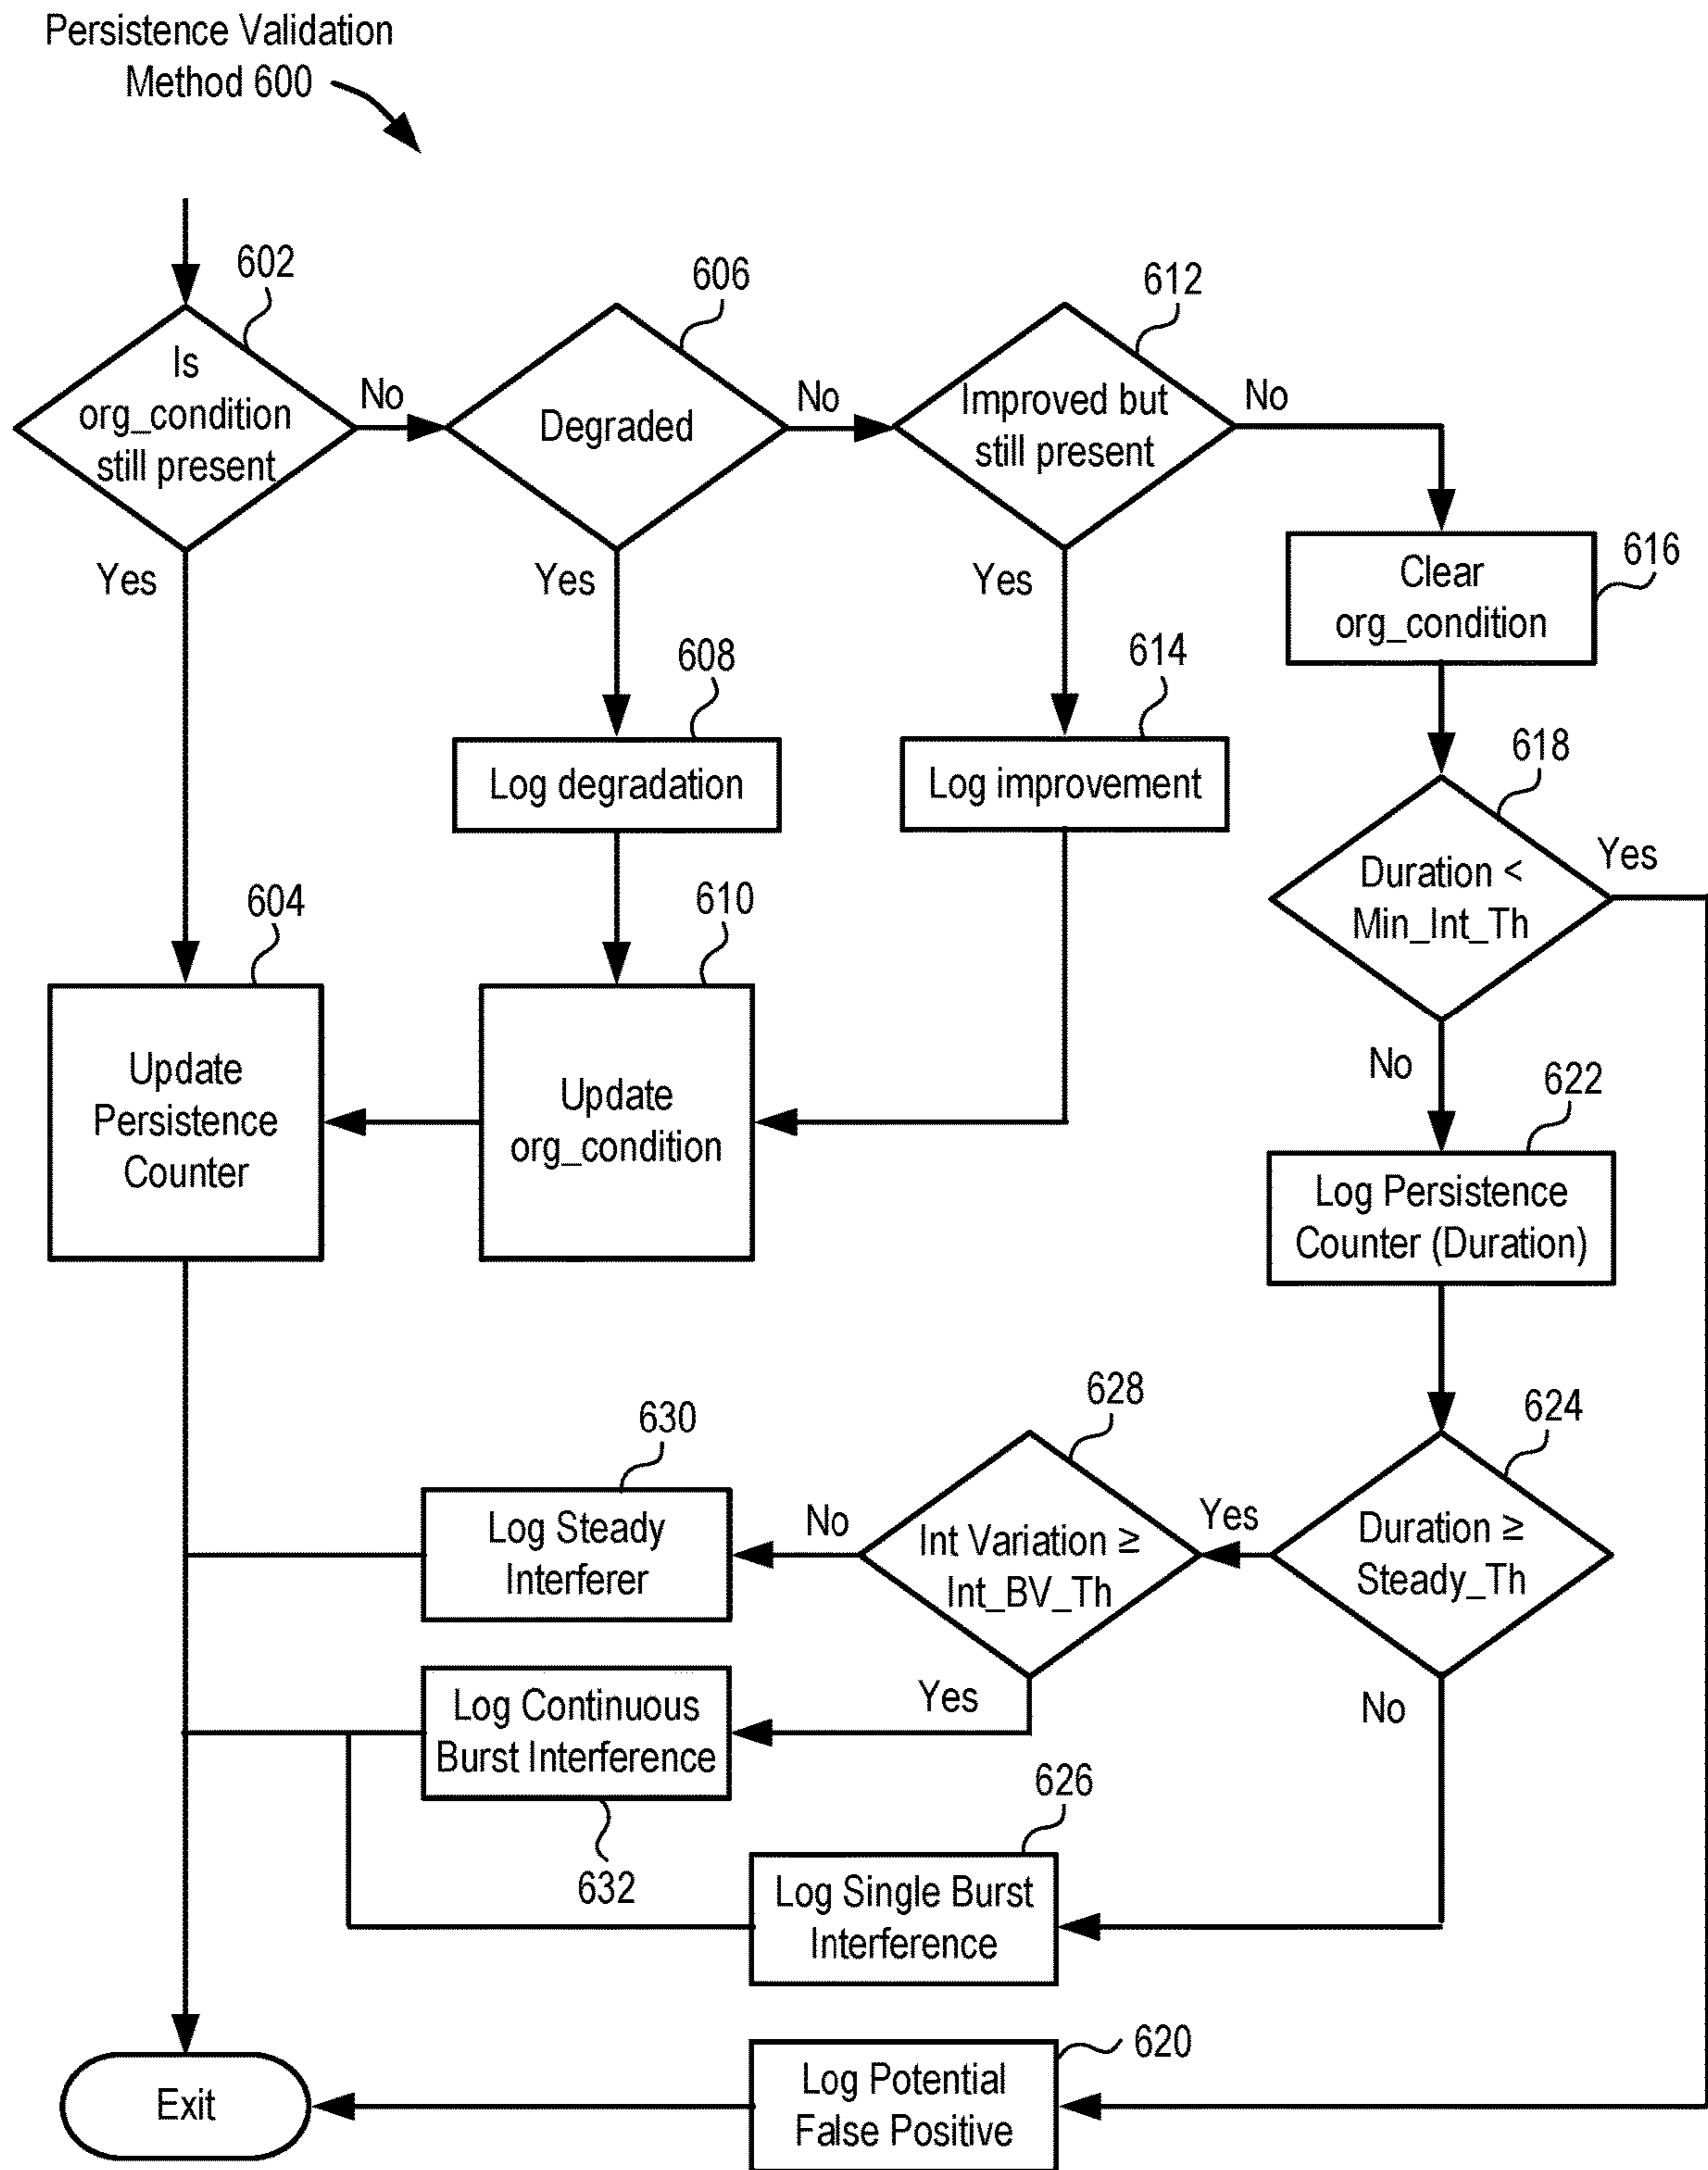 Persistence Validation
Method 600
602
606
612
Is
org_condition
still present
No
Degraded
No
Improved but
still present
No
Yes
Yes
Yes
Clear
org_condition
616
608
614
Log degradation
Log improvement
618
Duration <
Min_Int_Th
Yes
604
610
Update
Persistence
Counter
Update
org_condition
No
622
Log Persistence
Counter (Duration)
630
628
624
Log Steady
Interferer
No
Int Variation ≥
Int_BV_Th
Yes
Duration ≥
Steady_Th
Log Continuous
Burst Interference
Yes
No
632
626
Log Single Burst
Interference
620
Exit
Log Potential
False Positive